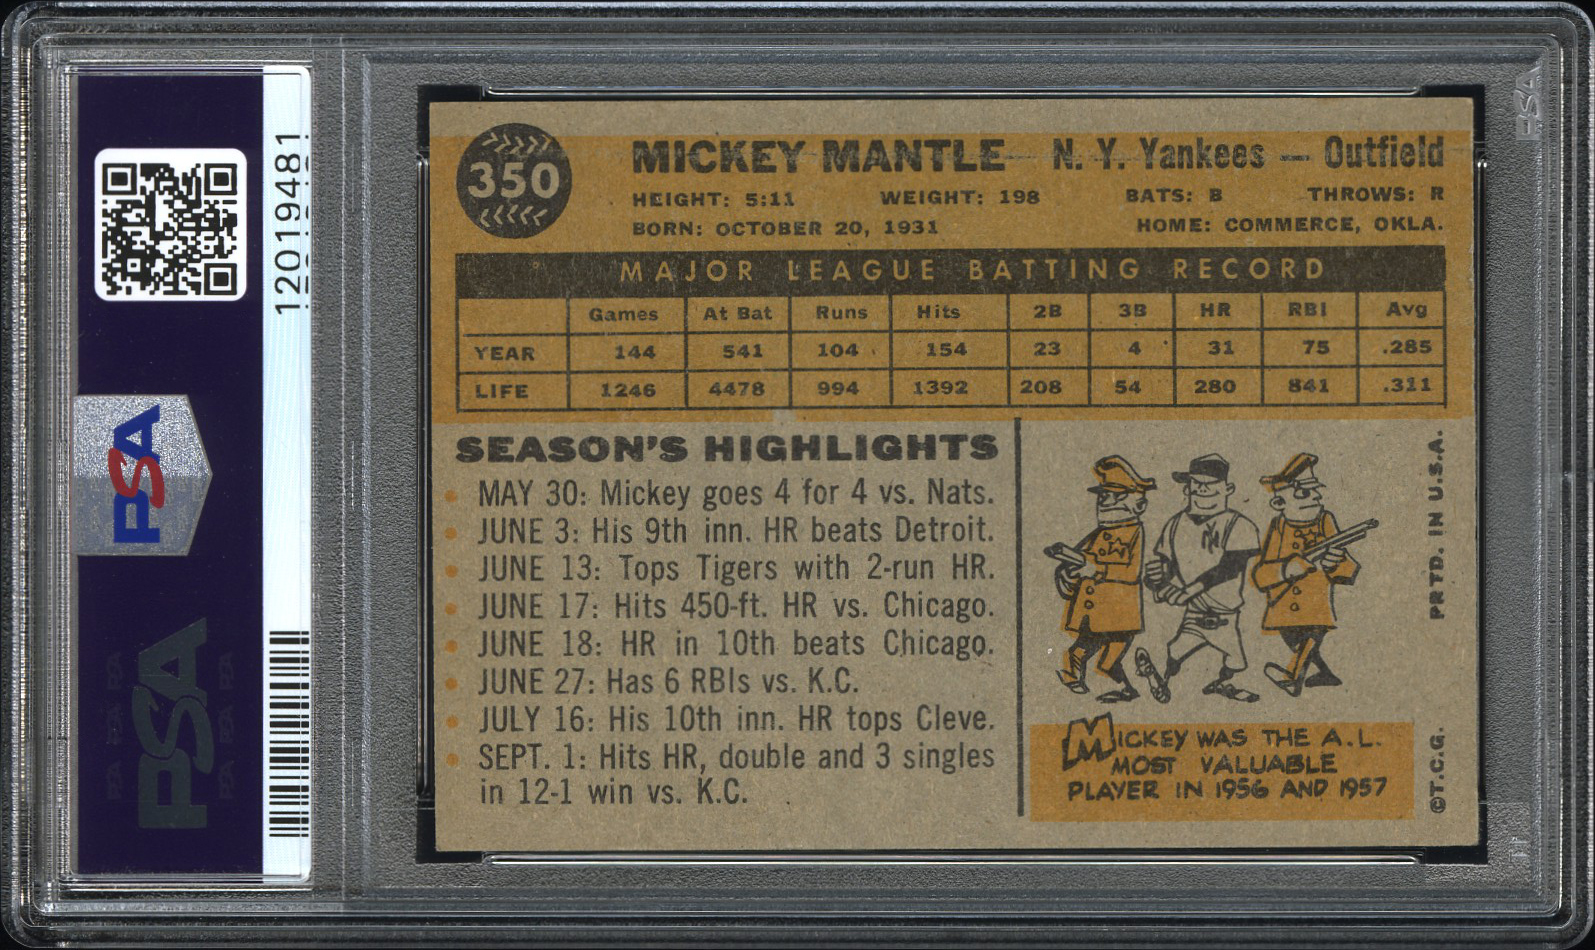 12019481
PSA
PSA
PSA
350
MICKEY MANTLE — N. Y. Yankees — Outfield
HEIGHT: 5:11 WEIGHT: 198 BATS: B THROWS: R
BORN: OCTOBER 20, 1931 HOME: COMMERCE, OKLA.
MAJOR LEAGUE BATTING RECORD
Games At Bat Runs Hits 2B 3B HR RBI Avg
YEAR 144 541 104 154 23 4 31 75 .285
LIFE 1246 4478 994 1392 208 54 280 841 .311
SEASON'S HIGHLIGHTS
MAY 30: Mickey goes 4 for 4 vs. Nats.
JUNE 3: His 9th inn. HR beats Detroit.
JUNE 13: Tops Tigers with 2-run HR.
JUNE 17: Hits 450-ft. HR vs. Chicago.
JUNE 18: HR in 10th beats Chicago.
JUNE 27: Has 6 RBIs vs. K.C.
JULY 16: His 10th inn. HR tops Cleve.
SEPT. 1: Hits HR, double and 3 singles
in 12-1 win vs. K.C.
NY
MICKEY WAS THE A.L.
MOST VALUABLE
PLAYER IN 1956 AND 1957
©T.C.G. PRTD. IN U.S.A.